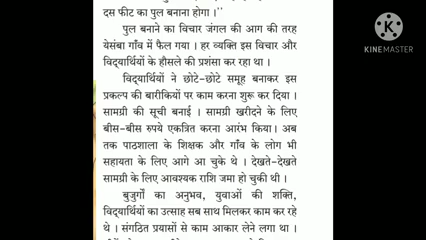 दस फीट का पुल बनाना होगा ।''
पुल बनाने का विचार जंगल की आग की तरह
येसंबा गाँव में फैल गया । हर व्यक्ति इस विचार और
विद्यार्थियों के हौसले की प्रशंसा कर रहा था ।
विद्यार्थियों ने छोटे-छोटे समूह बनाकर इस
प्रकल्प की बारीकियों पर काम करना शुरू कर दिया ।
सामग्री की सूची बनाई । सामग्री खरीदने के लिए
बीस-बीस रुपये एकत्रित करना आरंभ किया। अब
तक पाठशाला के शिक्षक और गाँव के लोग भी
सहायता के लिए आगे आ चुके थे । देखते-देखते
सामग्री के लिए आवश्यक राशि जमा हो चुकी थी ।
बुजुर्गों का अनुभव, युवाओं की शक्ति,
विद्यार्थियों का उत्साह सब साथ मिलकर काम कर रहे
थे । संगठित प्रयासों से काम आकार लेने लगा था ।
Made with
KINEMASTER